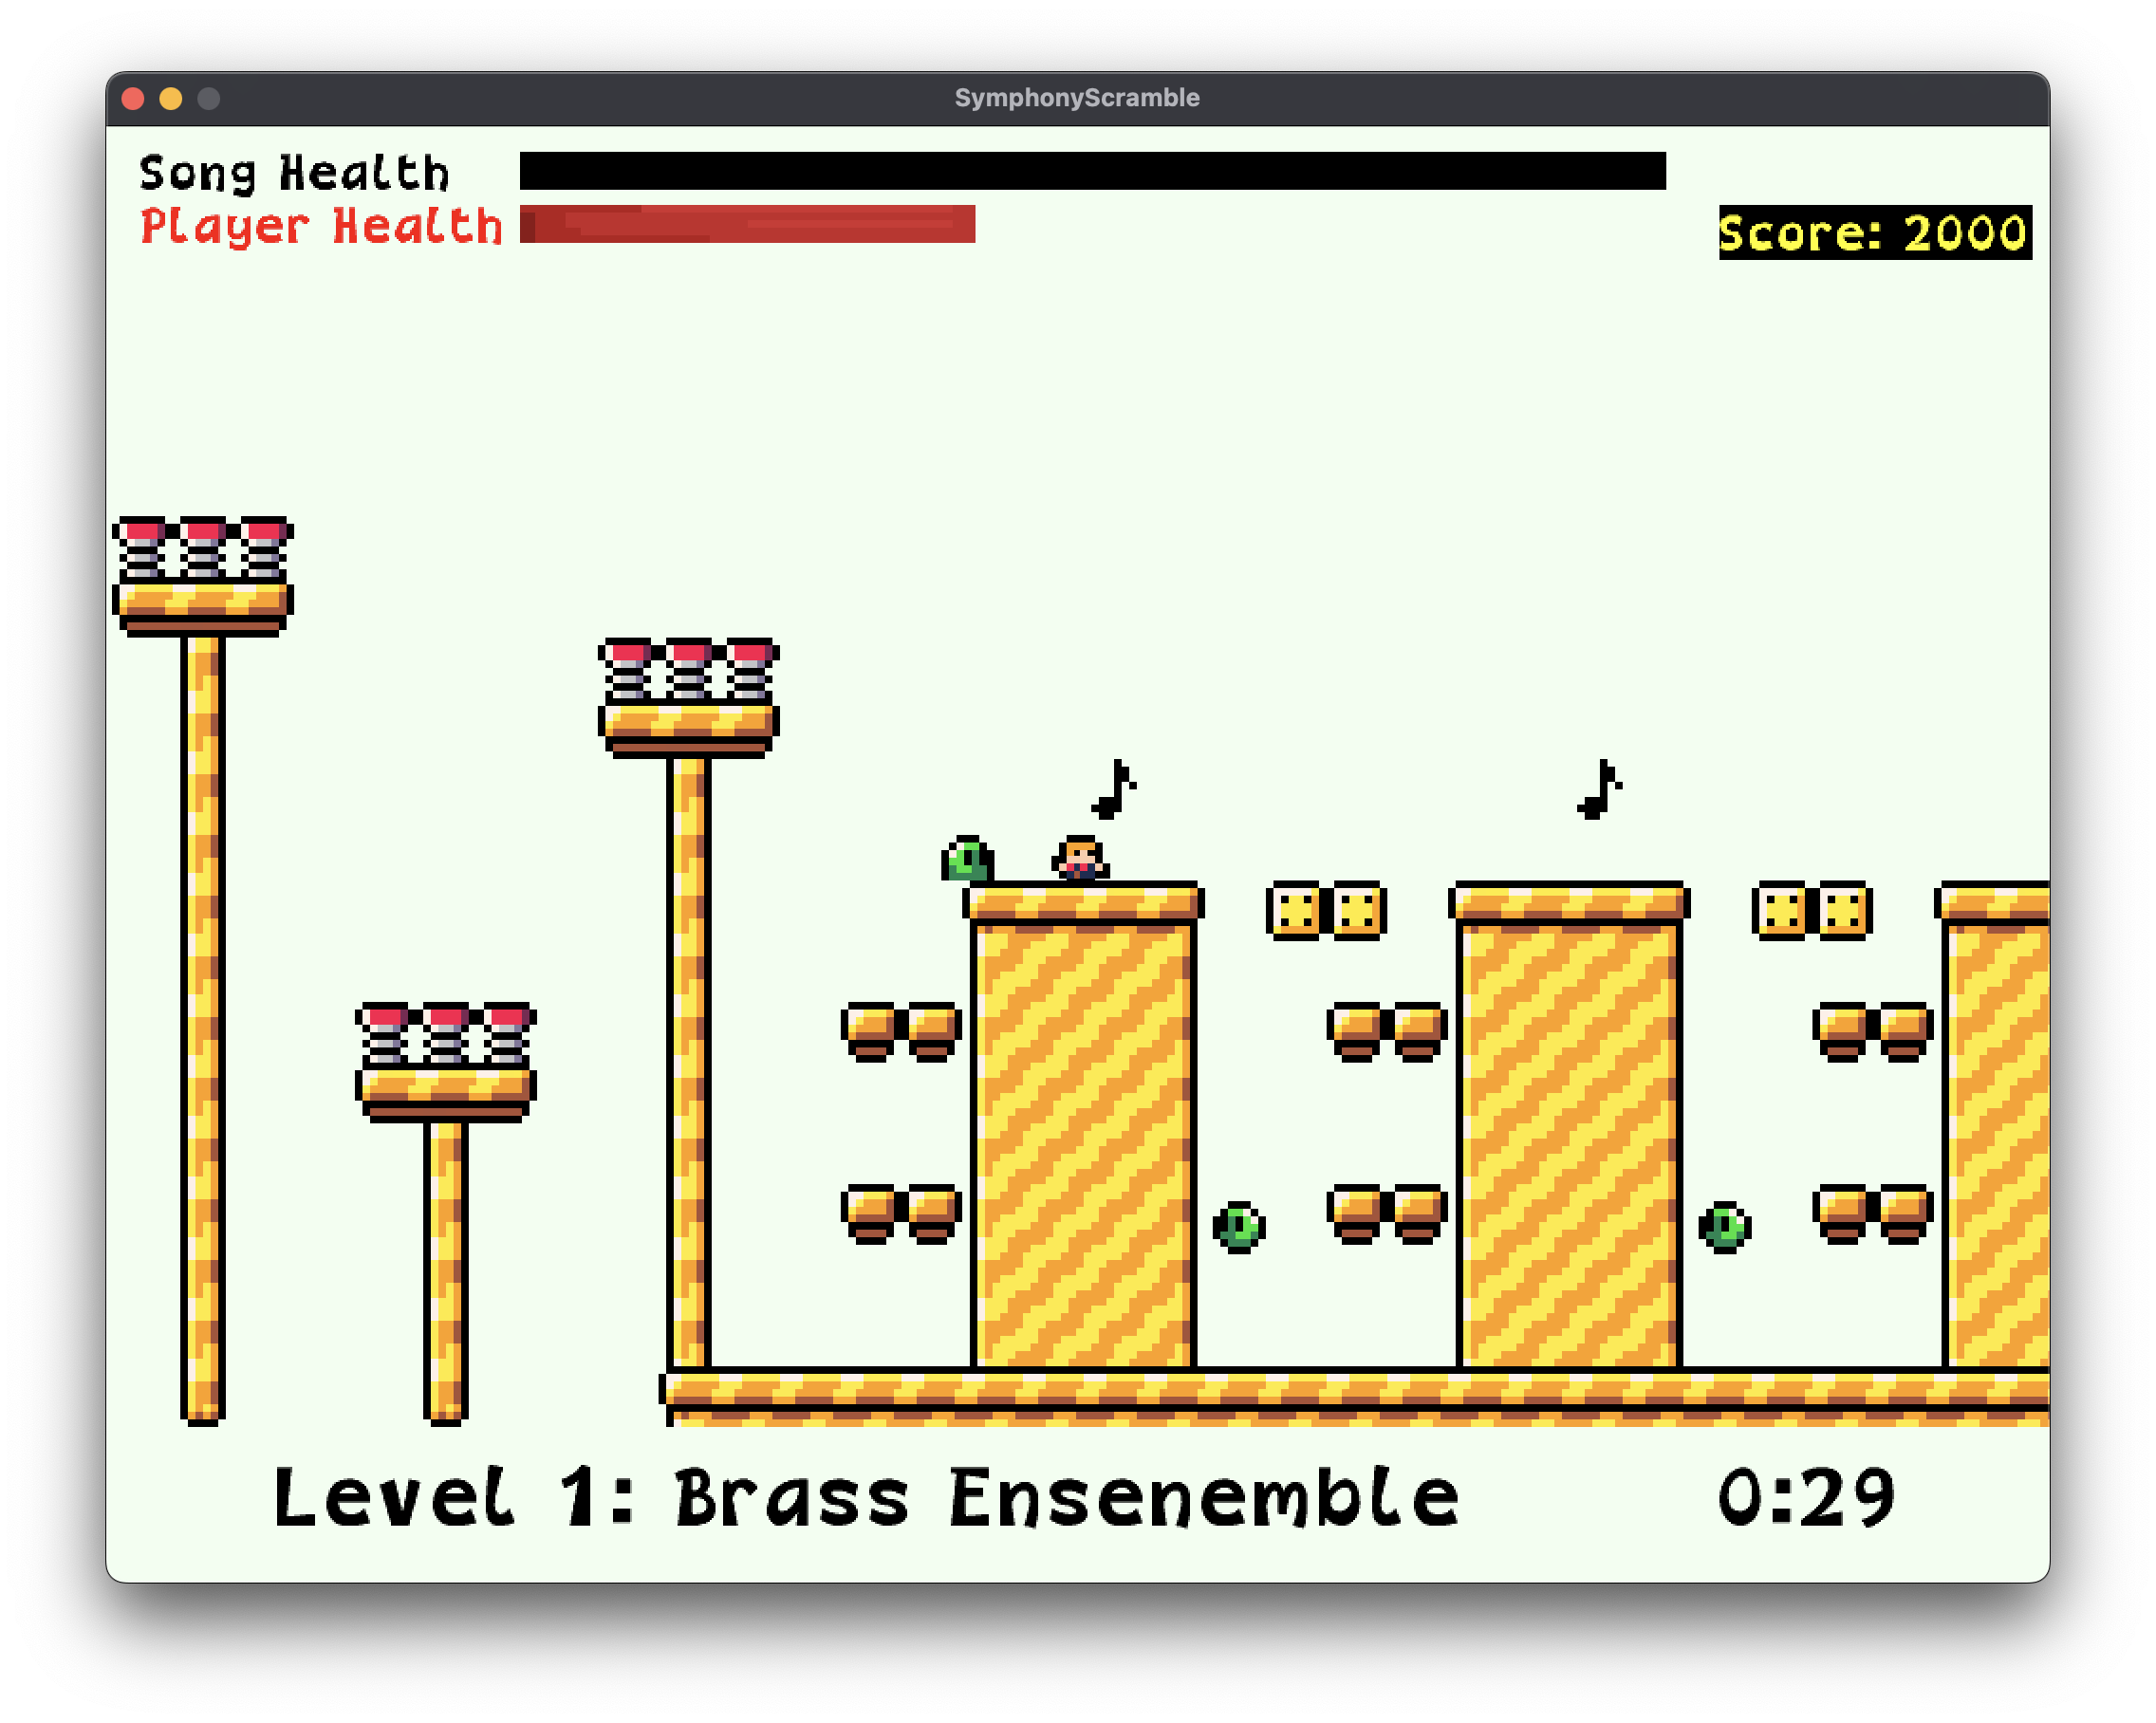 SymphonyScramble
Song Health
Player Health
Score: 2000
Level 1: Brass Ensenemble
0:29